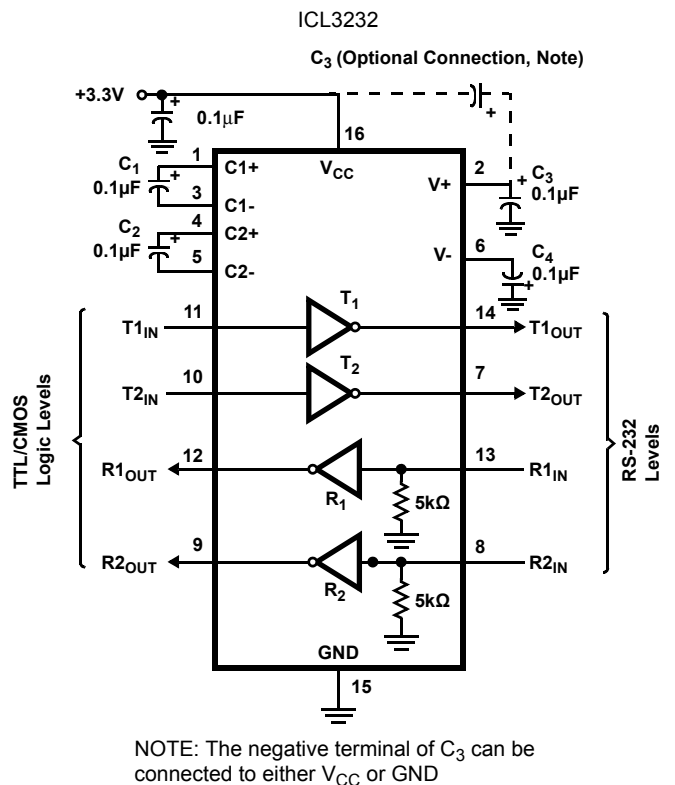 ICL3232
C3 (Optional Connection, Note)
+3.3V
+
0.1μF
+
16
1
C1
0.1μF
+
3
C1+
VCC
C1-
2
V+
+
C3
0.1μF
4
C2
0.1μF
+
5
C2+
C2-
6
V-
C4
0.1μF
+
T1
11
T1IN
14
T1OUT
T2
10
T2IN
7
T2OUT
TTL/CMOS
Logic Levels
RS-232
Levels
12
R1OUT
13
R1IN
R1
5kΩ
9
R2OUT
8
R2IN
R2
5kΩ
GND
15
NOTE: The negative terminal of C3 can be
connected to either VCC or GND